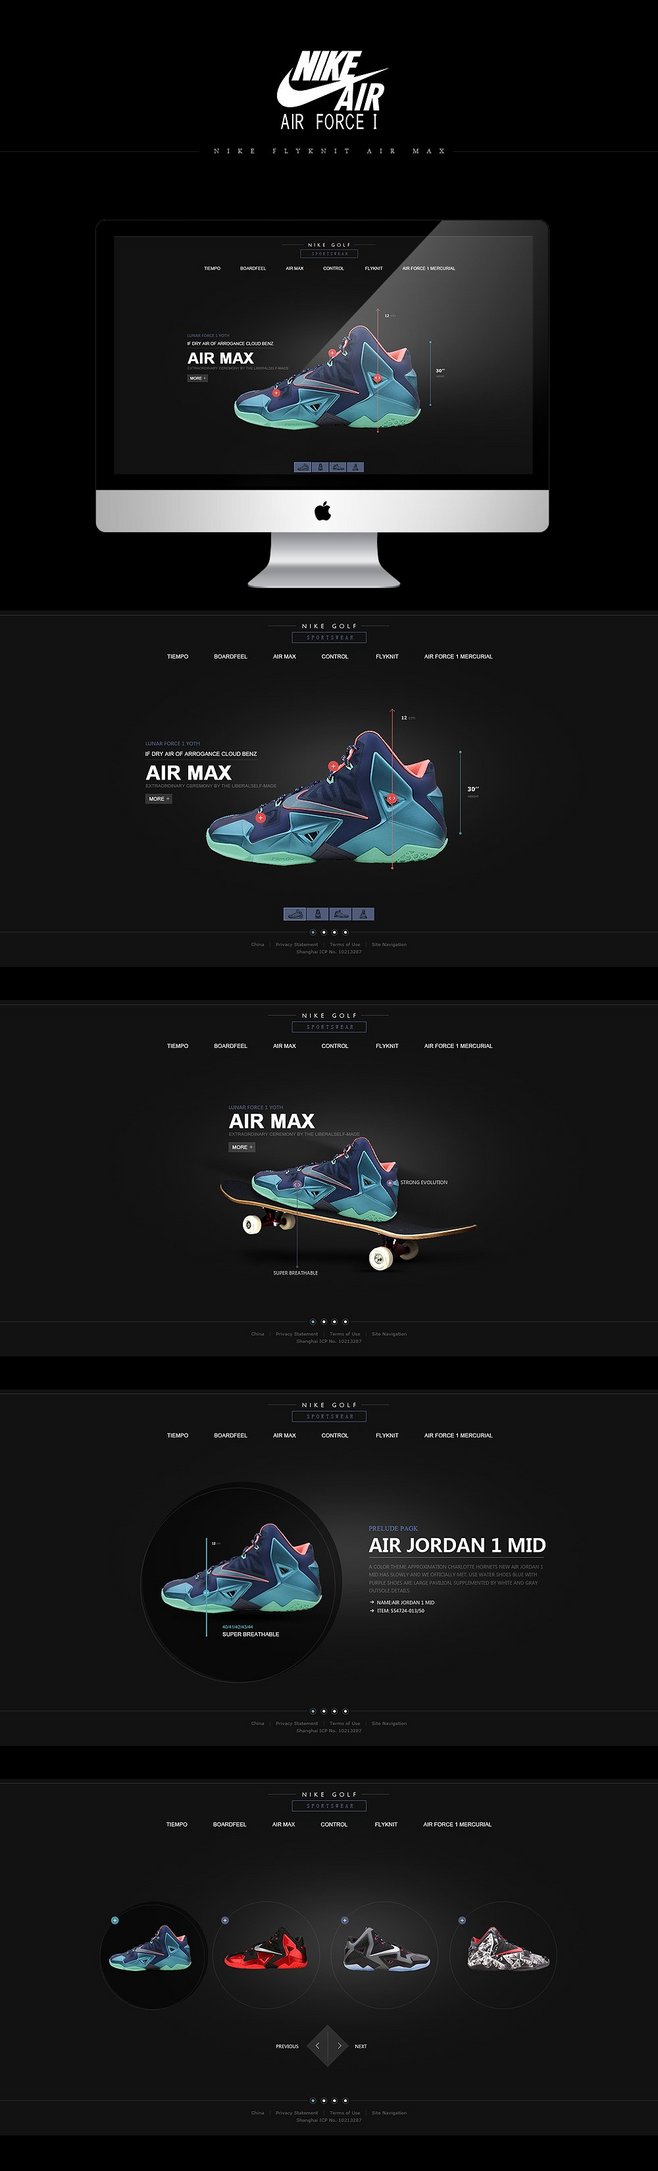 NIKE
AIR
AIR FORCE 1
NIKE FLYKNIT AIR MAX
NIKE GOLF
SPORTSWEAR
TIEMPO BOARDFEEL AIR MAX CONTROL FLYKNIT AIR FORCE 1 MERCURIAL
12 cm
LUNAR FORCE 1 YOTH
IF DRY AIR OF ARROGANCE CLOUD BENZ
AIR MAX
EXTRAORDINARY CEREMONY BY THE LIBERALSELF-MADE
MORE +
30"
NIKE GOLF
SPORTSWEAR
TIEMPO BOARDFEEL AIR MAX CONTROL FLYKNIT AIR FORCE 1 MERCURIAL
12 cm
LUNAR FORCE 1 YOTH
IF DRY AIR OF ARROGANCE CLOUD BENZ
AIR MAX
EXTRAORDINARY CEREMONY BY THE LIBERALSELF-MADE
MORE +
30"
China | Privacy Statement | Terms of Use | Site Navigation
Shanghai ICP No. 10213287
NIKE GOLF
SPORTSWEAR
TIEMPO BOARDFEEL AIR MAX CONTROL FLYKNIT AIR FORCE 1 MERCURIAL
LUNAR FORCE 1 YOTH
AIR MAX
EXTRAORDINARY CEREMONY BY THE LIBERALSELF-MADE
MORE +
STRONG EVOLUTION
SUPER BREATHABLE
China | Privacy Statement | Terms of Use | Site Navigation
Shanghai ICP No. 10213287
NIKE GOLF
SPORTSWEAR
TIEMPO BOARDFEEL AIR MAX CONTROL FLYKNIT AIR FORCE 1 MERCURIAL
12 cm
40/41/42/43/44
SUPER BREATHABLE
PRELUDE PAGK
AIR JORDAN 1 MID
A COLOR THEME APPROXIMATION CHARLOTTE HORNETS NEW AIR JORDAN 1
MID HAS SLOWLY AND WE OFFICIALLY MET. USE WATER SHOES BLUE WITH
PURPLE SHOES ARE LARGE PAVILION, SUPPLEMENTED BY WHITE AND GRAY
OUTSOLE DETAILS
NAME:AIR JORDAN 1 MID
ITEM: 554724-013/50
China | Privacy Statement | Terms of Use | Site Navigation
Shanghai ICP No. 10213287
NIKE GOLF
SPORTSWEAR
TIEMPO BOARDFEEL AIR MAX CONTROL FLYKNIT AIR FORCE 1 MERCURIAL
PREVIOUS NEXT
China | Privacy Statement | Terms of Use | Site Navigation
Shanghai ICP No. 10213287